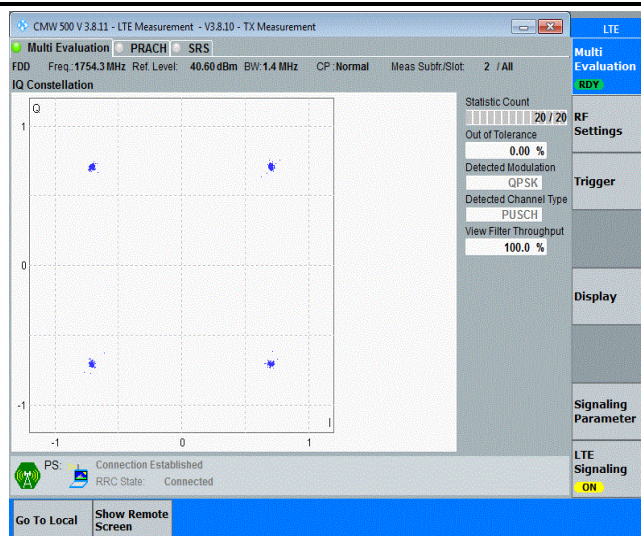 CMW 500 V 3.8.11 - LTE Measurement - V3.8.10 - TX Measurement
LTE
Multi Evaluation PRACH SRS
FDD Freq.:1754.3 MHz Ref. Level: 40.60 dBm BW:1.4 MHz CP :Normal Meas Subfr./Slot: 2 / All
IQ Constellation
Q
1
0
-1
I
-1 0 1
Statistic Count
20 / 20
Out of Tolerance
0.00 %
Detected Modulation
QPSK
Detected Channel Type
PUSCH
View Filter Throughput
100.0 %
Multi
Evaluation
RDY
RF
Settings
Trigger
Display
Signaling
Parameter
LTE
Signaling
ON
PS: Connection Established
RRC State: Connected
Go To Local
Show Remote
Screen